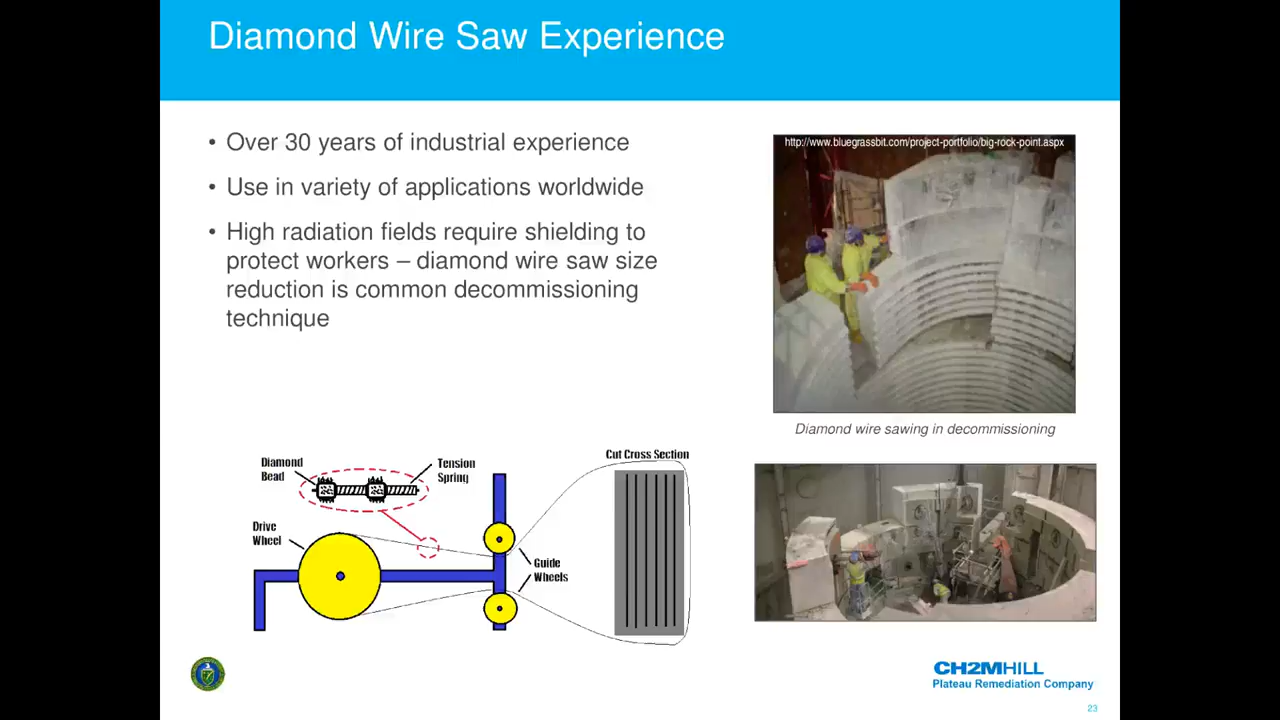 Diamond Wire Saw Experience
• Over 30 years of industrial experience
• Use in variety of applications worldwide
• High radiation fields require shielding to
protect workers – diamond wire saw size
reduction is common decommissioning
technique
http://www.bluegrassbit.com/project-portfolio/big-rock-point.aspx
Diamond wire sawing in decommissioning
Diamond
Bead
Tension
Spring
Cut Cross Section
Drive
Wheel
Guide
Wheels
CH2MHILL
Plateau Remediation Company
23